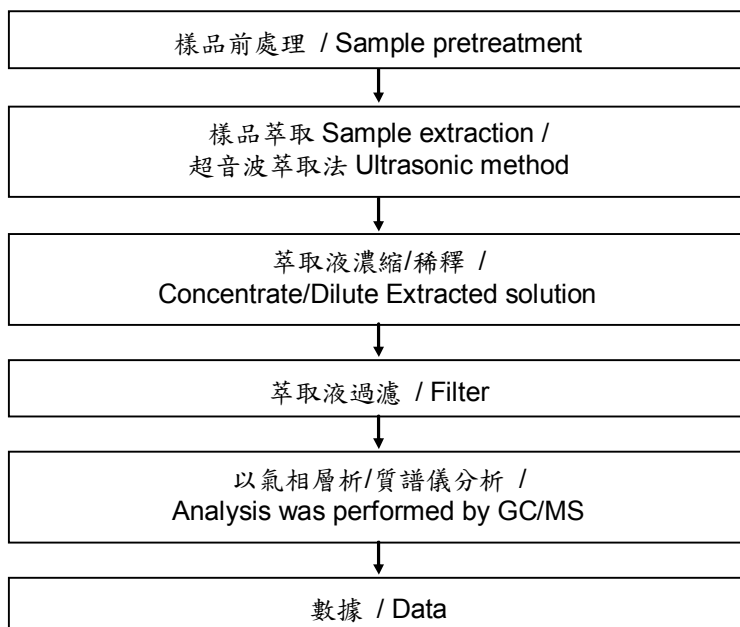 樣品前處理 / Sample pretreatment
樣品萃取 Sample extraction /
超音波萃取法 Ultrasonic method
萃取液濃縮/稀釋 /
Concentrate/Dilute Extracted solution
萃取液過濾 / Filter
以氣相層析/質譜儀分析 /
Analysis was performed by GC/MS
數據 / Data